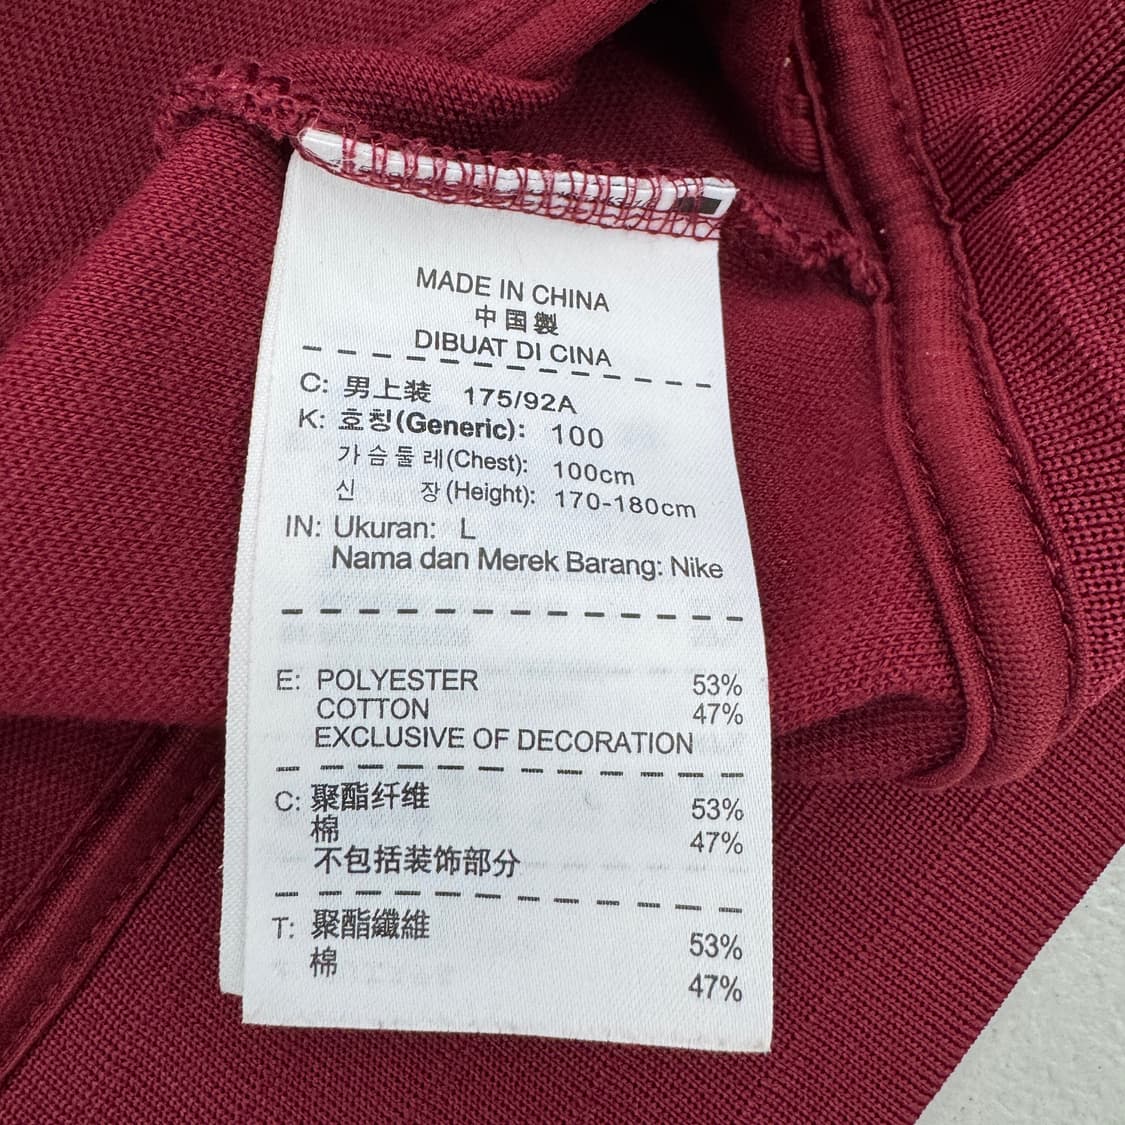 MADE IN CHINA
中国製
DIBUAT DI CINA
C: 男上装 175/92A
K: 호칭(Generic): 100
가슴둘레(Chest): 100cm
신 장(Height): 170-180cm
IN: Ukuran: L
Nama dan Merek Barang: Nike
E: POLYESTER 53%
COTTON 47%
EXCLUSIVE OF DECORATION
C: 聚酯纤维 53%
棉 47%
不包括装饰部分
T: 聚酯纖維 53%
棉 47%